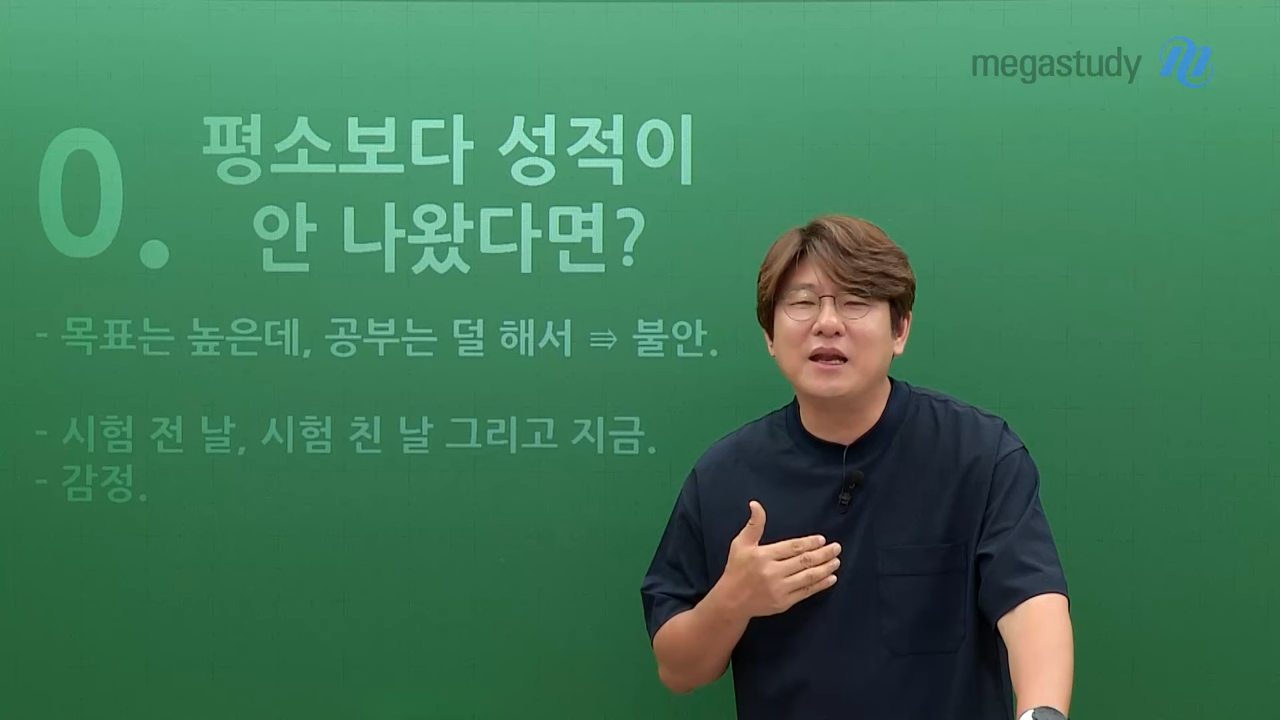 megastudy
0. 평소보다 성적이
안 나왔다면?
- 목표는 높은데, 공부는 덜 해서 ⇛ 불안.
- 시험 전 날, 시험 친 날 그리고 지금.
- 감정.